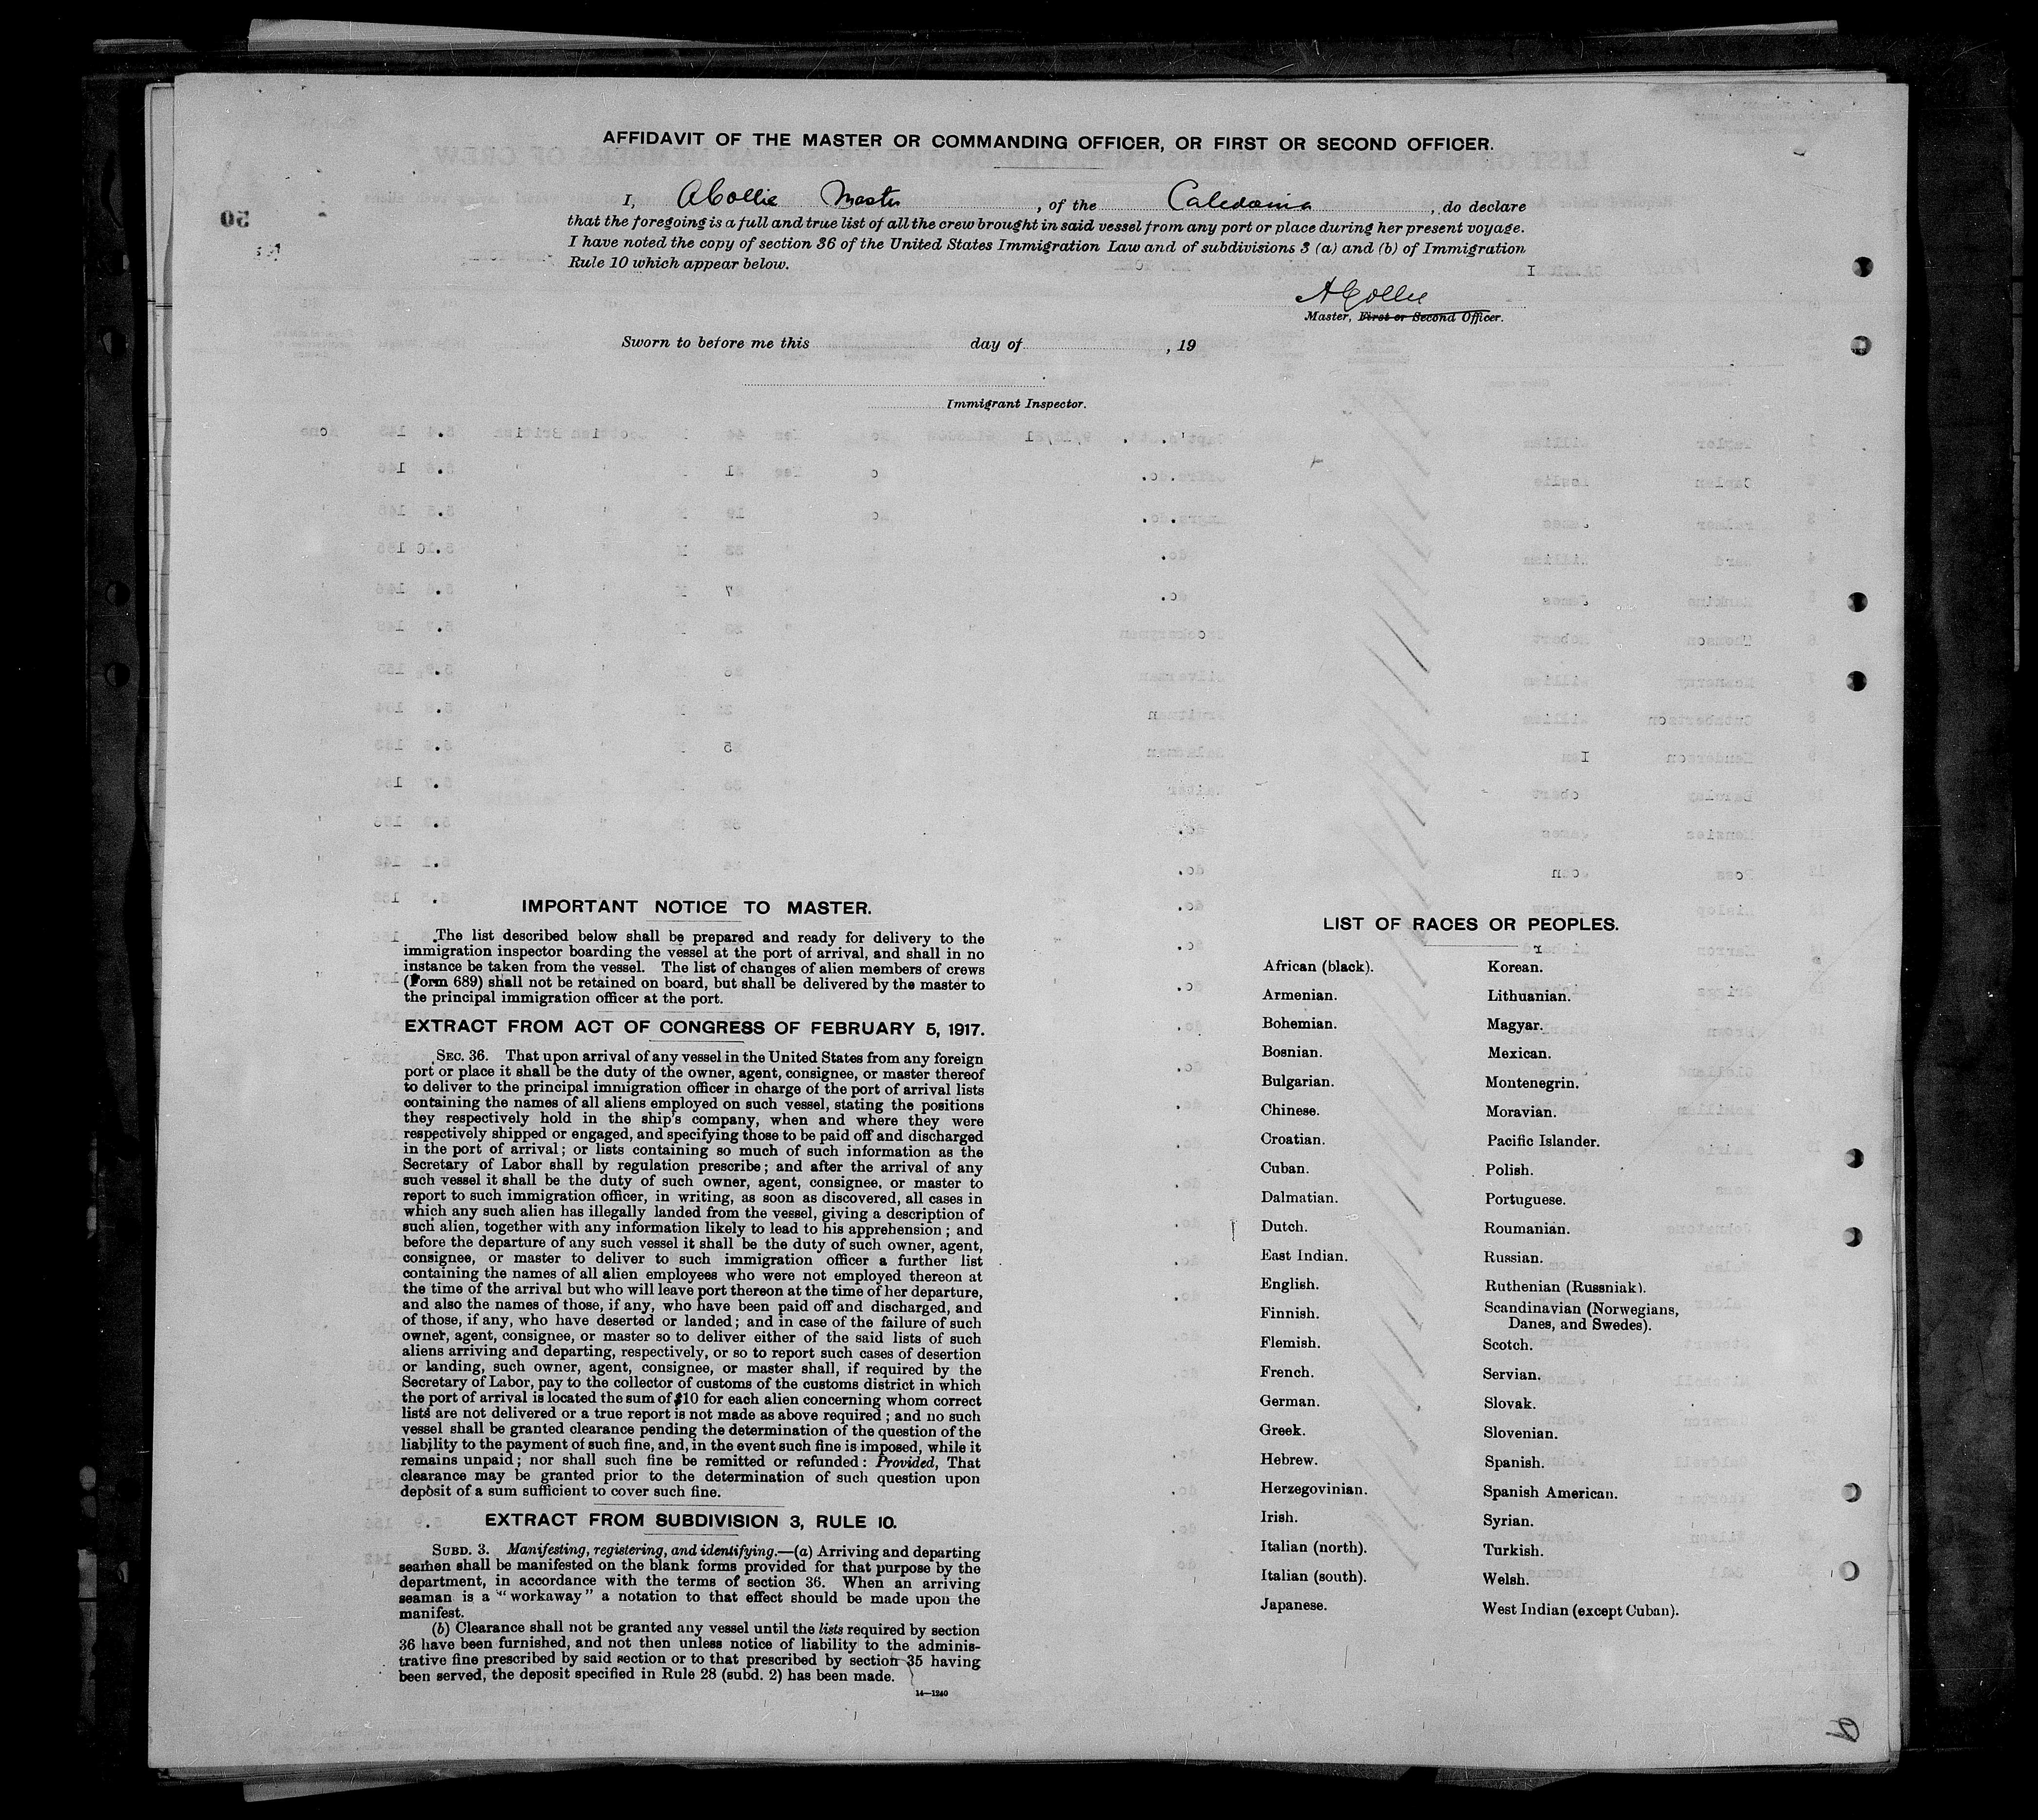 AFFIDAVIT OF THE MASTER OR COMMANDING OFFICER, OR FIRST OR SECOND OFFICER.
I, A Collie Master, of the Caledonia, do declare
that the foregoing is a full and true list of all the crew brought in said vessel from any port or place during her present voyage.
I have noted the copy of section 36 of the United States Immigration Law and of subdivisions 3 (a) and (b) of Immigration
Rule 10 which appear below.
A Collie
Master, First or Second Officer.
Sworn to before me this day of , 19
Immigrant Inspector.
IMPORTANT NOTICE TO MASTER.
The list described below shall be prepared and ready for delivery to the
immigration inspector boarding the vessel at the port of arrival, and shall in no
instance be taken from the vessel. The list of changes of alien members of crews
(Form 689) shall not be retained on board, but shall be delivered by the master to
the principal immigration officer at the port.
EXTRACT FROM ACT OF CONGRESS OF FEBRUARY 5, 1917.
SEC. 36. That upon arrival of any vessel in the United States from any foreign
port or place it shall be the duty of the owner, agent, consignee, or master thereof
to deliver to the principal immigration officer in charge of the port of arrival lists
containing the names of all aliens employed on such vessel, stating the positions
they respectively hold in the ship's company, when and where they were
respectively shipped or engaged, and specifying those to be paid off and discharged
in the port of arrival; or lists containing so much of such information as the
Secretary of Labor shall by regulation prescribe; and after the arrival of any
such vessel it shall be the duty of such owner, agent, consignee, or master to
report to such immigration officer, in writing, as soon as discovered, all cases in
which any such alien has illegally landed from the vessel, giving a description of
such alien, together with any information likely to lead to his apprehension; and
before the departure of any such vessel it shall be the duty of such owner, agent,
consignee, or master to deliver to such immigration officer a further list
containing the names of all alien employees who were not employed thereon at
the time of the arrival but who will leave port thereon at the time of her departure,
and also the names of those, if any, who have been paid off and discharged, and
of those, if any, who have deserted or landed; and in case of the failure of such
owner, agent, consignee, or master so to deliver either of the said lists of such
aliens arriving and departing, respectively, or so to report such cases of desertion
or landing, such owner, agent, consignee, or master shall, if required by the
Secretary of Labor, pay to the collector of customs of the customs district in which
the port of arrival is located the sum of $10 for each alien concerning whom correct
lists are not delivered or a true report is not made as above required; and no such
vessel shall be granted clearance pending the determination of the question of the
liability to the payment of such fine, and, in the event such fine is imposed, while it
remains unpaid; nor shall such fine be remitted or refunded: Provided, That
clearance may be granted prior to the determination of such question upon
deposit of a sum sufficient to cover such fine.
EXTRACT FROM SUBDIVISION 3, RULE 10.
SUBD. 3. Manifesting, registering, and identifying.—(a) Arriving and departing
seamen shall be manifested on the blank forms provided for that purpose by the
department, in accordance with the terms of section 36. When an arriving
seaman is a "workaway" a notation to that effect should be made upon the
manifest.
(b) Clearance shall not be granted any vessel until the lists required by section
36 have been furnished, and not then unless notice of liability to the adminis-
trative fine prescribed by said section or to that prescribed by section 35 having
been served, the deposit specified in Rule 28 (subd. 2) has been made.
14—1240
LIST OF RACES OR PEOPLES.
African (black).
Armenian.
Bohemian.
Bosnian.
Bulgarian.
Chinese.
Croatian.
Cuban.
Dalmatian.
Dutch.
East Indian.
English.
Finnish.
Flemish.
French.
German.
Greek.
Hebrew.
Herzegovinian.
Irish.
Italian (north).
Italian (south).
Japanese.
Korean.
Lithuanian.
Magyar.
Mexican.
Montenegrin.
Moravian.
Pacific Islander.
Polish.
Portuguese.
Roumanian.
Russian.
Ruthenian (Russniak).
Scandinavian (Norwegians,
Danes, and Swedes).
Scotch.
Servian.
Slovak.
Slovenian.
Spanish.
Spanish American.
Syrian.
Turkish.
Welsh.
West Indian (except Cuban).